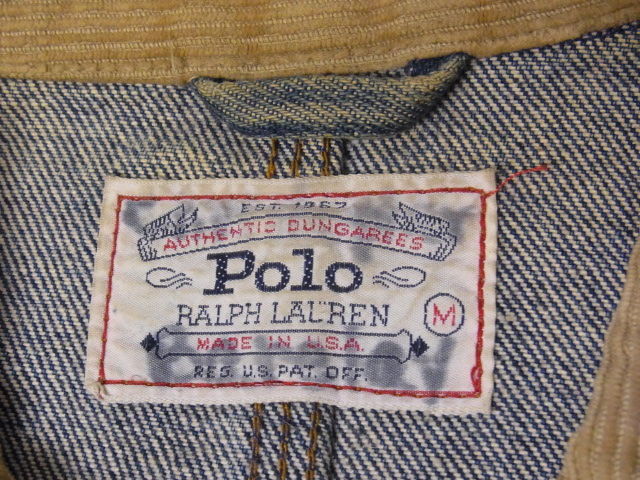 EST. 1967
AUTHENTIC DUNGAREES
Polo
RALPH LAUREN
M
MADE IN U.S.A.
REG. U.S. PAT. OFF.